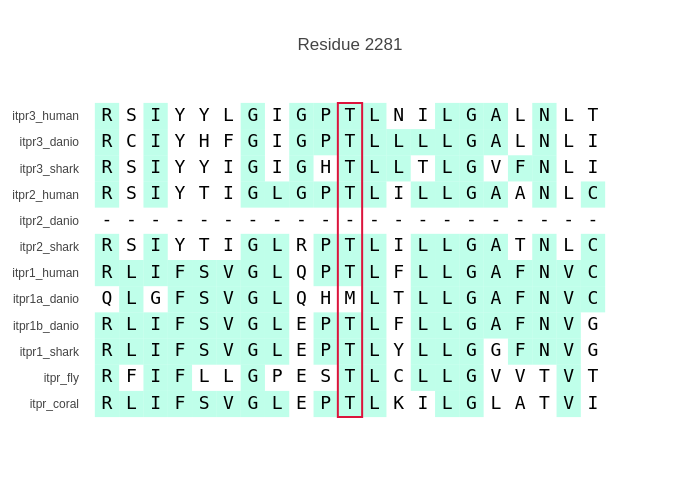 Residue 2281
itpr3_human R S I Y Y L G I G P T L N I L G A L N L T
itpr3_danio R C I Y H F G I G P T L L L L G A L N L I
itpr3_shark R S I Y Y I G I G H T L L T L G V F N L I
itpr2_human R S I Y T I G L G P T L I L L G A A N L C
itpr2_danio - - - - - - - - - - - - - - - - - - - - -
itpr2_shark R S I Y T I G L R P T L I L L G A T N L C
itpr1_human R L I F S V G L Q P T L F L L G A F N V C
itpr1a_danio Q L G F S V G L Q H M L T L L G A F N V C
itpr1b_danio R L I F S V G L E P T L F L L G A F N V G
itpr1_shark R L I F S V G L E P T L Y L L G G F N V G
itpr_fly R F I F L L G P E S T L C L L G V V T V T
itpr_coral R L I F S V G L E P T L K I L G L A T V I